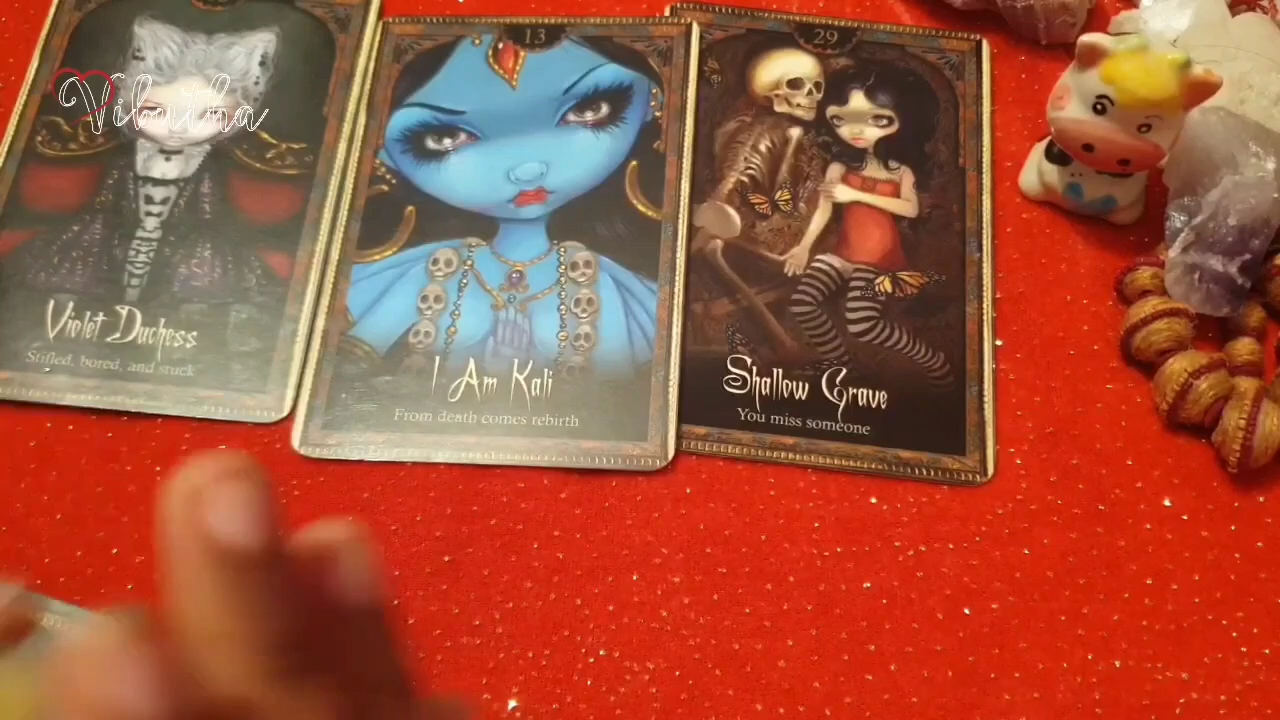 Vibutha
Violet Duchess
Stifled, bored, and stuck
13
I Am Kali
From death comes rebirth
29
Shallow Grave
You miss someone